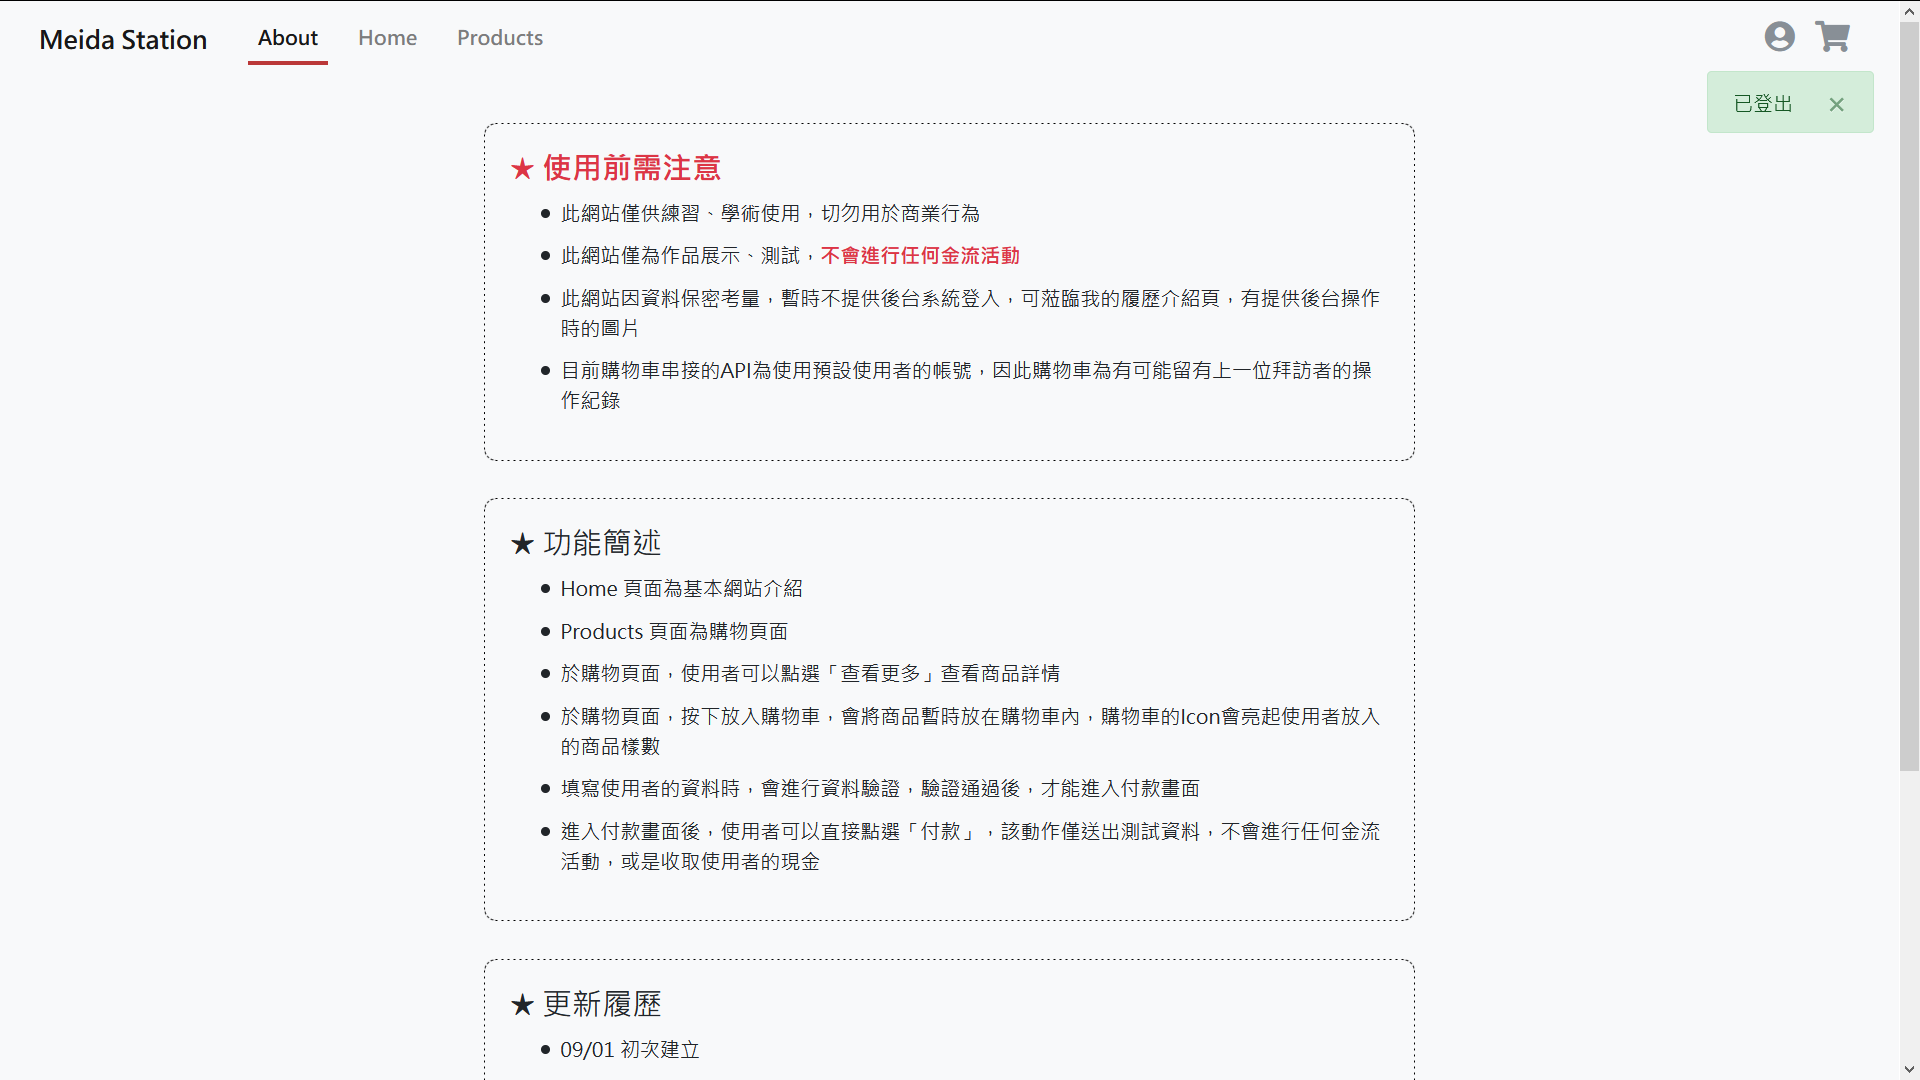 Meida Station About Home Products
已登出 ×
★ 使用前需注意
此網站僅供練習、學術使用，切勿用於商業行為
此網站僅為作品展示、測試，不會進行任何金流活動
此網站因資料保密考量，暫時不提供後台系統登入，可蒞臨我的履歷介紹頁，有提供後台操作
時的圖片
目前購物車串接的API為使用預設使用者的帳號，因此購物車為有可能留有上一位拜訪者的操
作紀錄
★ 功能簡述
Home 頁面為基本網站介紹
Products 頁面為購物頁面
於購物頁面，使用者可以點選「查看更多」查看商品詳情
於購物頁面，按下放入購物車，會將商品暫時放在購物車內，購物車的Icon會亮起使用者放入
的商品樣數
填寫使用者的資料時，會進行資料驗證，驗證通過後，才能進入付款畫面
進入付款畫面後，使用者可以直接點選「付款」，該動作僅送出測試資料，不會進行任何金流
活動，或是收取使用者的現金
★ 更新履歷
09/01 初次建立